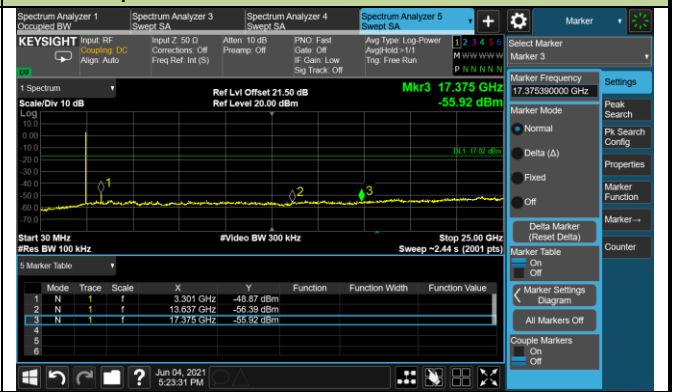 Spectrum Analyzer 1
Occupied BW
Spectrum Analyzer 3
Swept SA
Spectrum Analyzer 4
Swept SA
Spectrum Analyzer 5
Swept SA
Marker
KEYSIGHT
Input: RF
Coupling: DC
Align: Auto
Input Z: 50 Ω
Corrections: Off
Freq Ref: Int (S)
Atten: 10 dB
Preamp: Off
PNO: Fast
Gate: Off
IF Gain: Low
Sig Track: Off
Avg Type: Log-Power
Avg|Hold:>1/1
Trig: Free Run
1 2 3 4 5 6
M W W W W W
P N N N N N
LXI
Select Marker
Marker 3
1 Spectrum
Scale/Div 10 dB
Ref Lvl Offset 21.50 dB
Ref Level 20.00 dBm
Mkr3 17.375 GHz
-55.92 dBm
Log
10.0
0.00
-10.0
-20.0
-30.0
-40.0
-50.0
-60.0
-70.0
DL1 -17.02 dBm
1
2
3
Start 30 MHz
#Res BW 100 kHz
#Video BW 300 kHz
Stop 25.00 GHz
Sweep ~2.44 s (2001 pts)
5 Marker Table
Mode Trace Scale X Y Function Function Width Function Value
1 N 1 f 3.301 GHz -48.87 dBm
2 N 1 f 13.637 GHz -56.39 dBm
3 N 1 f 17.375 GHz -55.92 dBm
4
5
6
Marker Frequency
17.375390000 GHz
Marker Mode
Normal
Delta (Δ)
Fixed
Off
Delta Marker
(Reset Delta)
Marker Table
On
Off
Marker Settings
Diagram
All Markers Off
Couple Markers
On
Off
Settings
Peak
Search
Pk Search
Config
Properties
Marker
Function
Marker→
Counter
Jun 04, 2021
5:23:31 PM